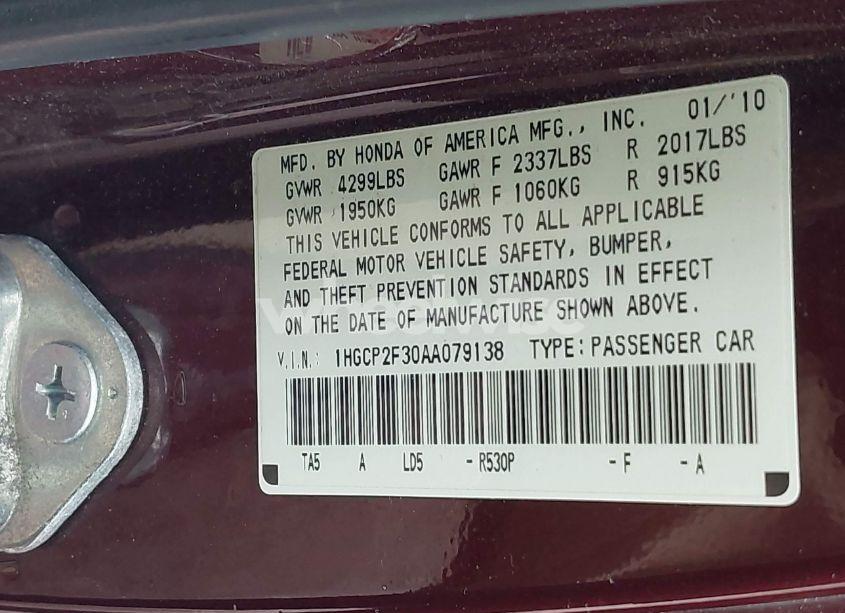 MFD. BY HONDA OF AMERICA MFG., INC. 01/'10
GVWR 4299LBS GAWR F 2337LBS R 2017LBS
GVWR 1950KG GAWR F 1060KG R 915KG
THIS VEHICLE CONFORMS TO ALL APPLICABLE
FEDERAL MOTOR VEHICLE SAFETY, BUMPER,
AND THEFT PREVENTION STANDARDS IN EFFECT
ON THE DATE OF MANUFACTURE SHOWN ABOVE.
V.I.N.: 1HGCP2F30AA079138 TYPE: PASSENGER CAR
TA5 A LD5 -R530P -F -A